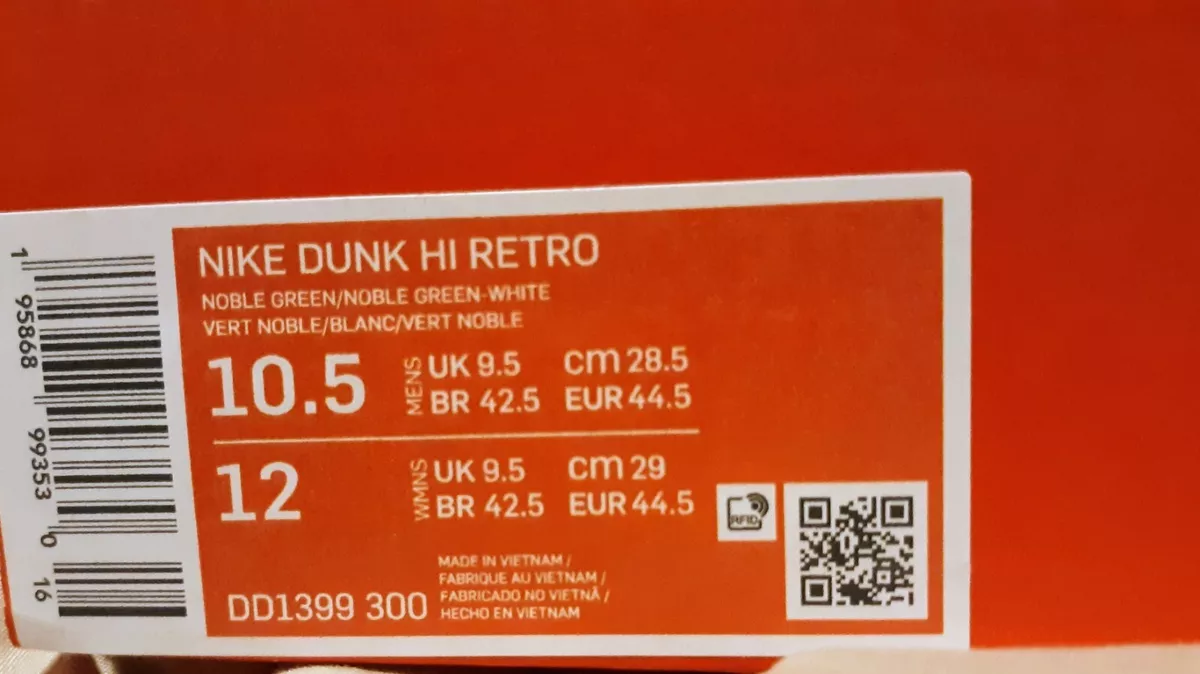 1 95868 99353 0 16
NIKE DUNK HI RETRO
NOBLE GREEN/NOBLE GREEN-WHITE
VERT NOBLE/BLANC/VERT NOBLE
10.5 MENS UK 9.5 cm 28.5
BR 42.5 EUR 44.5
12 WMNS UK 9.5 cm 29
BR 42.5 EUR 44.5
RFID
MADE IN VIETNAM /
FABRIQUE AU VIETNAM /
FABRICADO NO VIETNÃ /
HECHO EN VIETNAM
DD1399 300